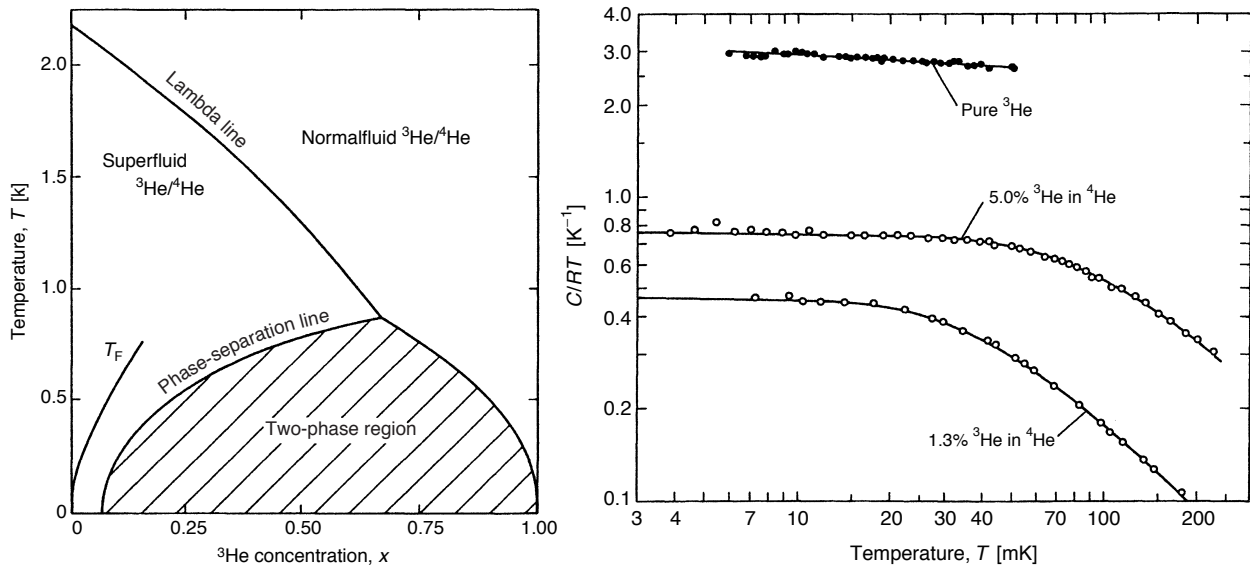 2.0
1.5
1.0
0.5
0
Temperature, T [k]
Lambda line
Normalfluid ³He/⁴He
Superfluid
³He/⁴He
T_F
Phase-separation line
Two-phase region
0 0.25 0.50 0.75 1.00
³He concentration, x
4.0
3.0
2.0
1.0
0.8
0.6
0.4
0.2
0.1
C/RT [K⁻¹]
Pure ³He
5.0% ³He in ⁴He
1.3% ³He in ⁴He
3 4 7 10 20 30 40 70 100 200
Temperature, T [mK]